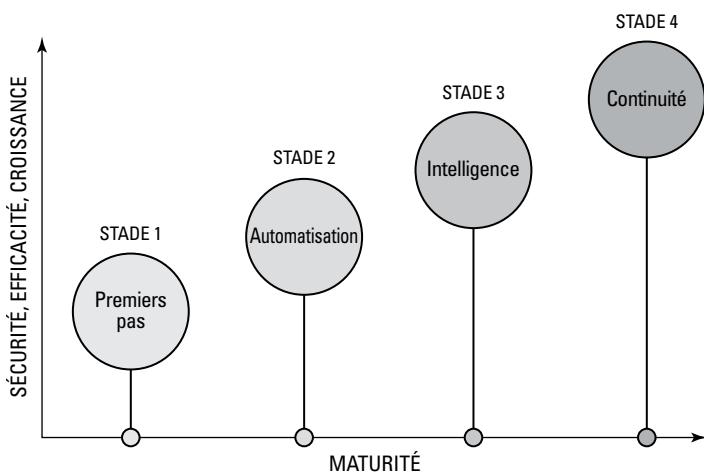 STADE 4
Continuité
STADE 3
Intelligence
STADE 2
Automatisation
STADE 1
Premiers
pas
SÉCURITÉ, EFFICACITÉ, CROISSANCE
MATURITÉ